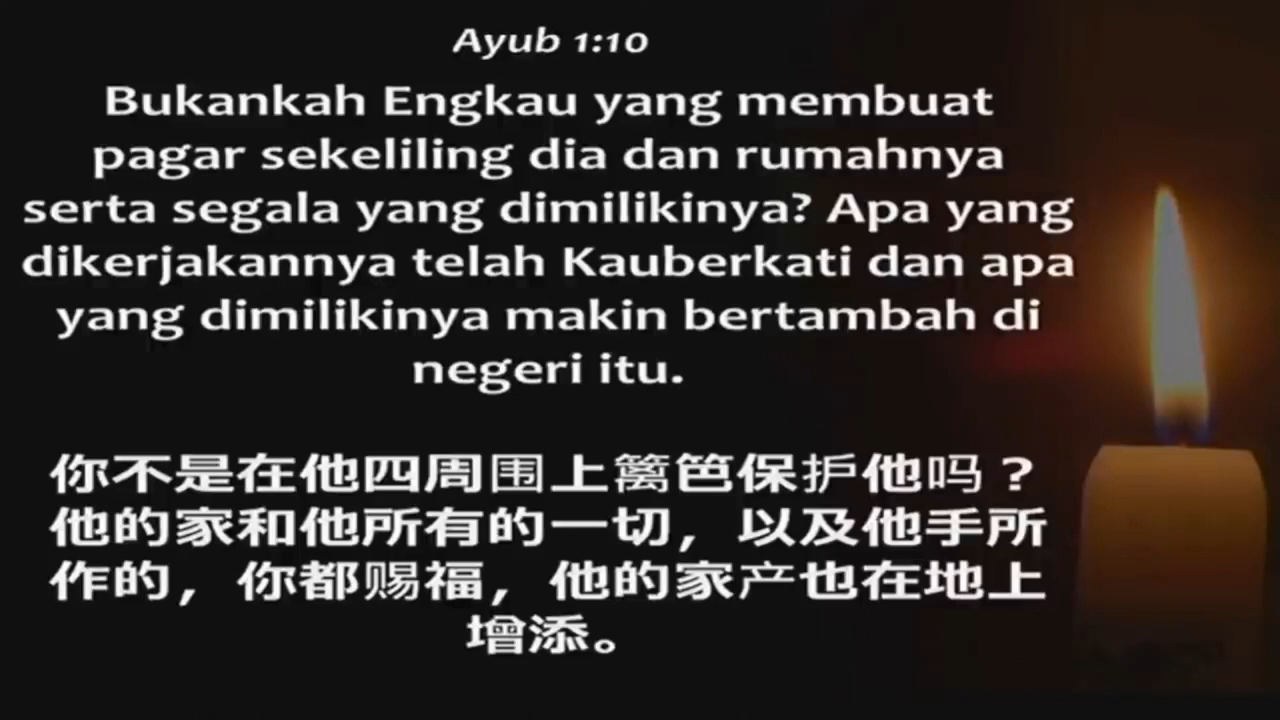 Ayub 1:10
Bukankah Engkau yang membuat
pagar sekeliling dia dan rumahnya
serta segala yang dimilikinya? Apa yang
dikerjakannya telah Kauberkati dan apa
yang dimilikinya makin bertambah di
negeri itu.
你不是在他四周围上篱笆保护他吗？
他的家和他所有的一切，以及他手所
作的，你都赐福，他的家产也在地上
增添。